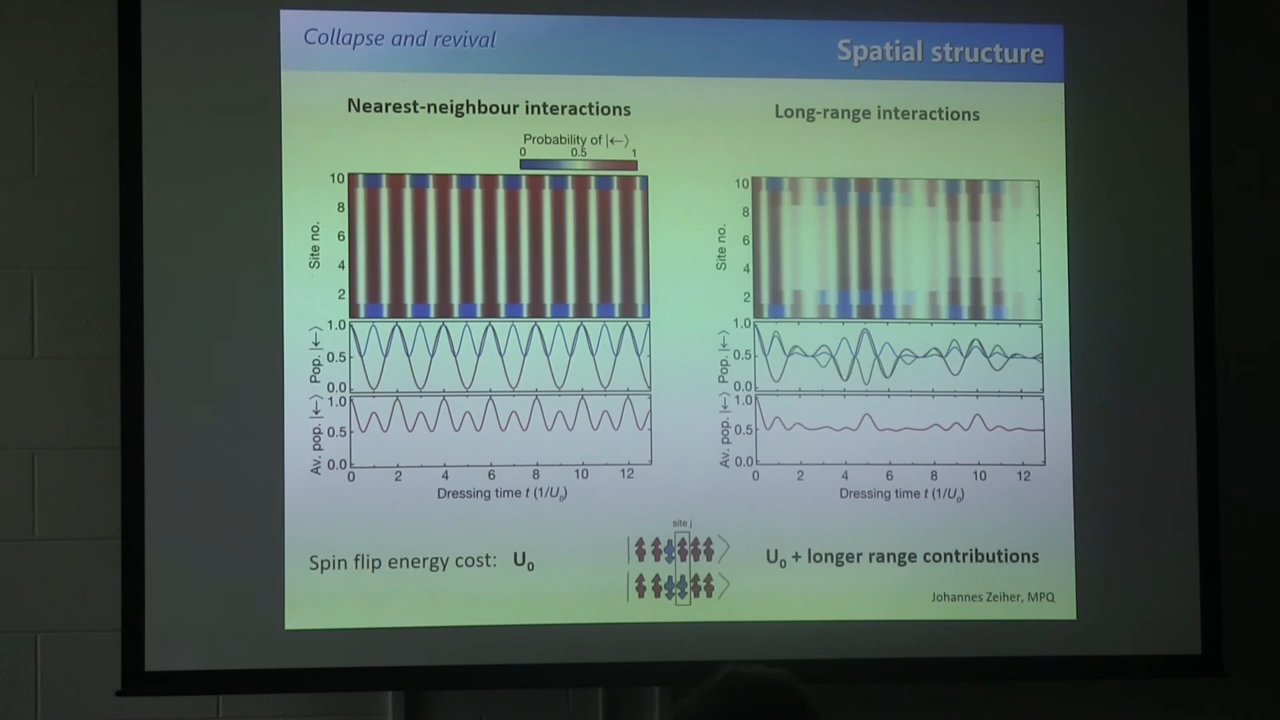 Collapse and revival
Spatial structure
Nearest-neighbour interactions
Probability of |←⟩
0 0.5 1
10
8
6
4
2
Site no.
1.0
0.5
0.0
Pop. |←⟩
1.0
0.5
0.0
Av. pop. |←⟩
0 2 4 6 8 10 12
Dressing time t (1/U₀)
Long-range interactions
10
8
6
4
2
Site no.
1.0
0.5
0.0
Pop. |←⟩
1.0
0.5
0.0
Av. pop. |←⟩
0 2 4 6 8 10 12
Dressing time t (1/U₀)
site j
Spin flip energy cost: U₀
U₀ + longer range contributions
Johannes Zeiher, MPQ